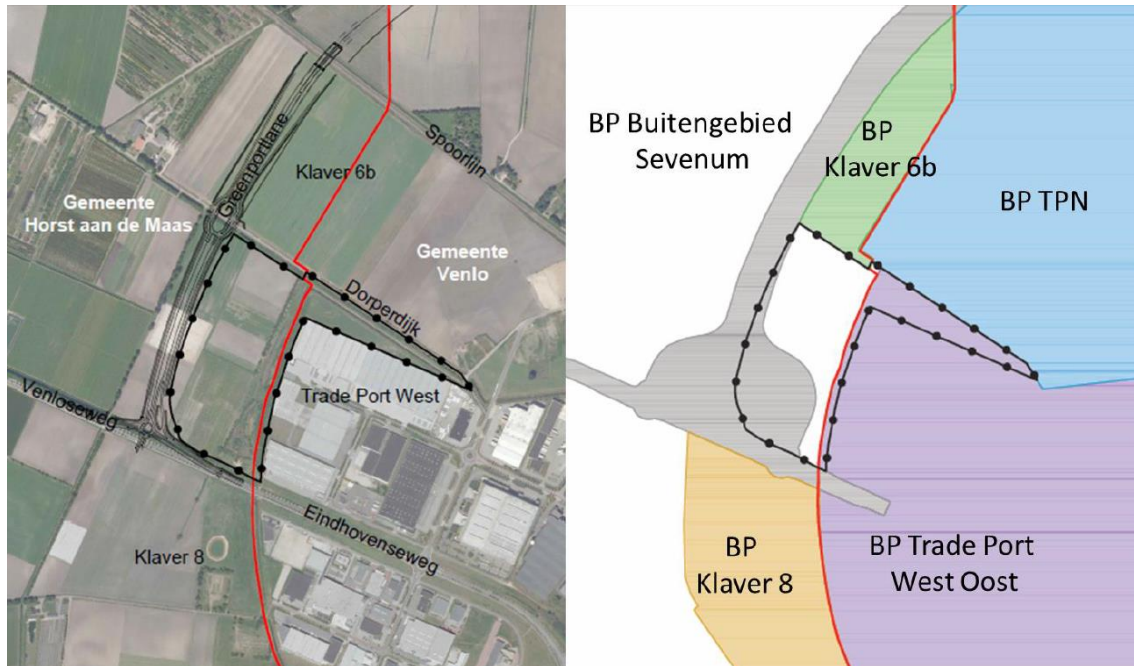 Greenportlane
Spoorlijn
Klaver 6b
Gemeente
Horst aan de Maas
Gemeente
Venlo
Dorperdijk
Trade Port West
Venloseweg
Eindhovenseweg
Klaver 8
BP Buitengebied
Sevenum
BP
Klaver 6b
BP TPN
BP
Klaver 8
BP Trade Port
West Oost